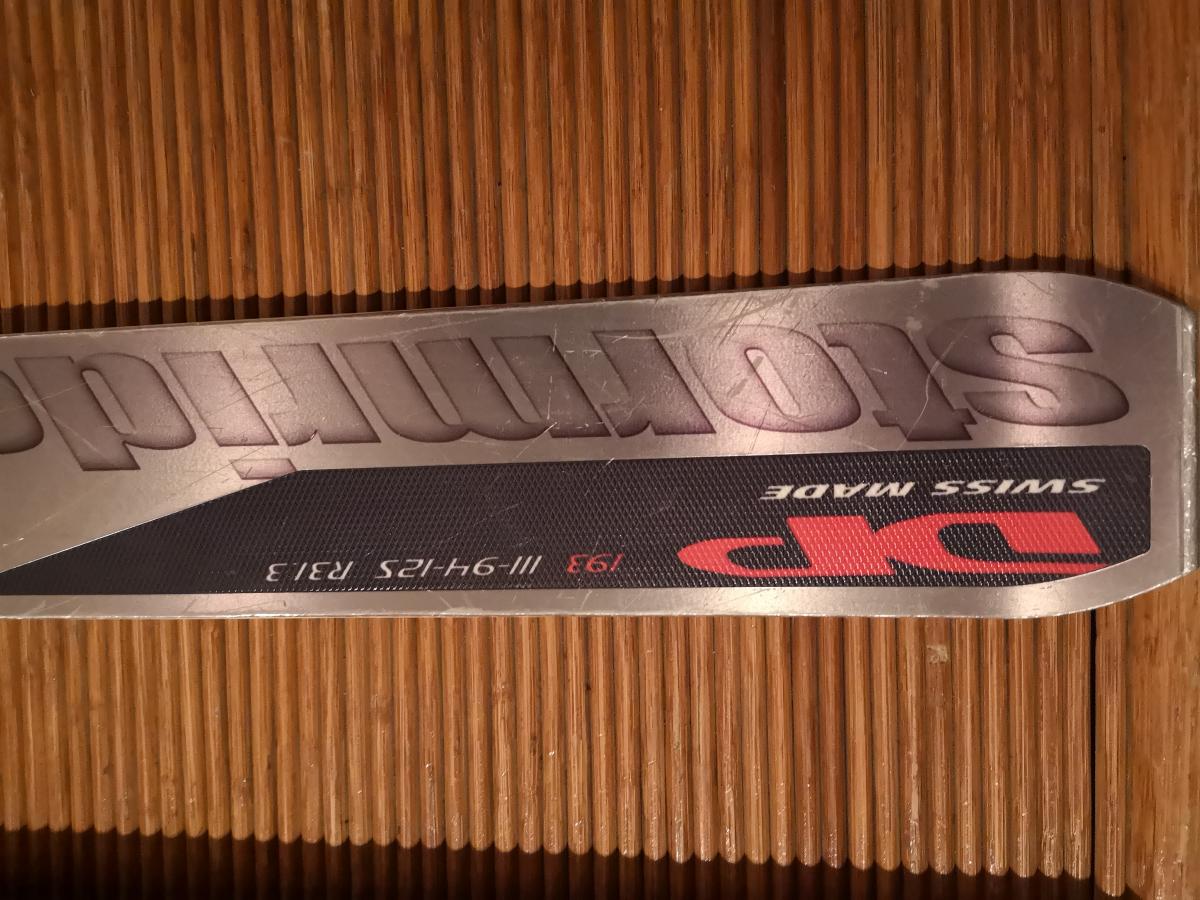 DP 193 111-94-125 R31.3
SWISS MADE
stormrid